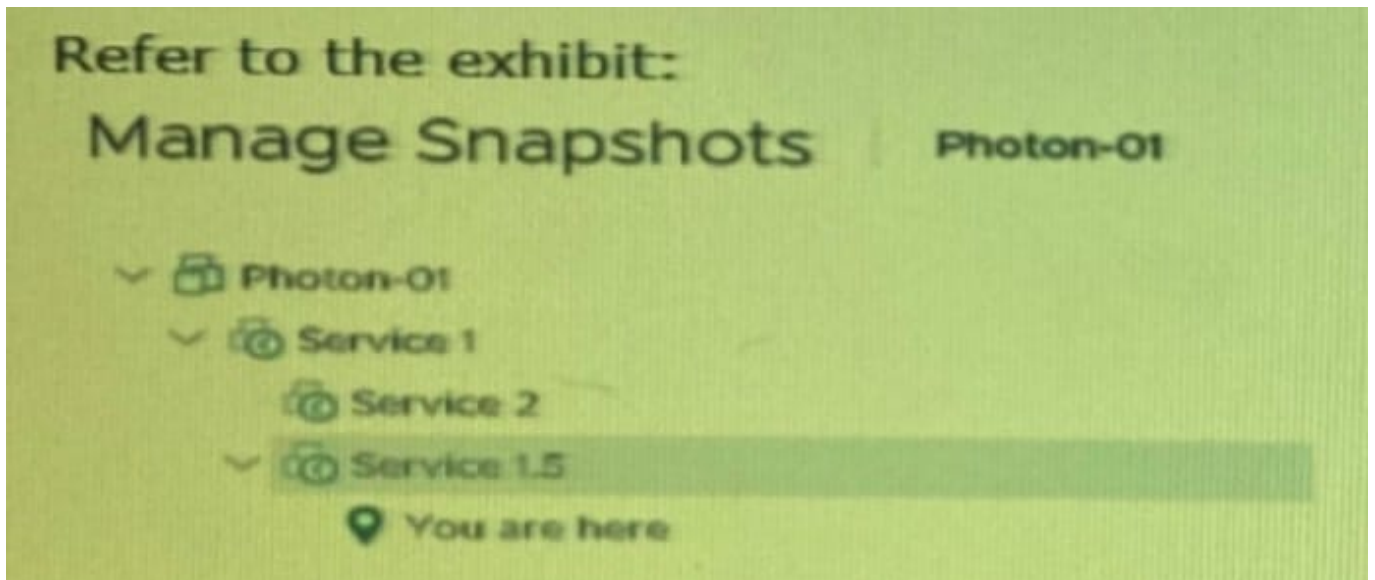 Refer to the exhibit:
Manage Snapshots Photon-01
Photon-01
Service 1
Service 2
Service 1.5
You are here